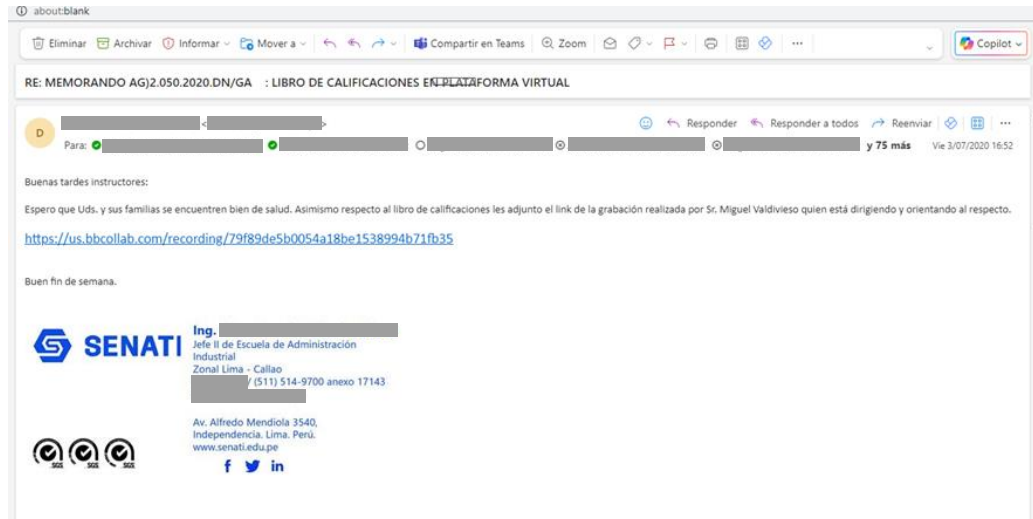 about:blank
Eliminar Archivar Informar Mover a Compartir en Teams Zoom ... Copilot
RE: MEMORANDO AG)2.050.2020.DN/GA : LIBRO DE CALIFICACIONES EN PLATAFORMA VIRTUAL
D < >
Responder Responder a todos Reenviar ...
Para: y 75 más Vie 3/07/2020 16:52
Buenas tardes instructores:
Espero que Uds. y sus familias se encuentren bien de salud. Asimismo respecto al libro de calificaciones les adjunto el link de la grabación realizada por Sr. Miguel Valdivieso quien está dirigiendo y orientando al respecto.
https://us.bbcollab.com/recording/79f89de5b0054a18be1538994b71fb35
Buen fin de semana.
SENATI
Ing.
Jefe II de Escuela de Administración
Industrial
Zonal Lima - Callao
/ (511) 514-9700 anexo 17143
Av. Alfredo Mendiola 3540,
Independencia. Lima. Perú.
www.senati.edu.pe
SGS SGS SGS
f in